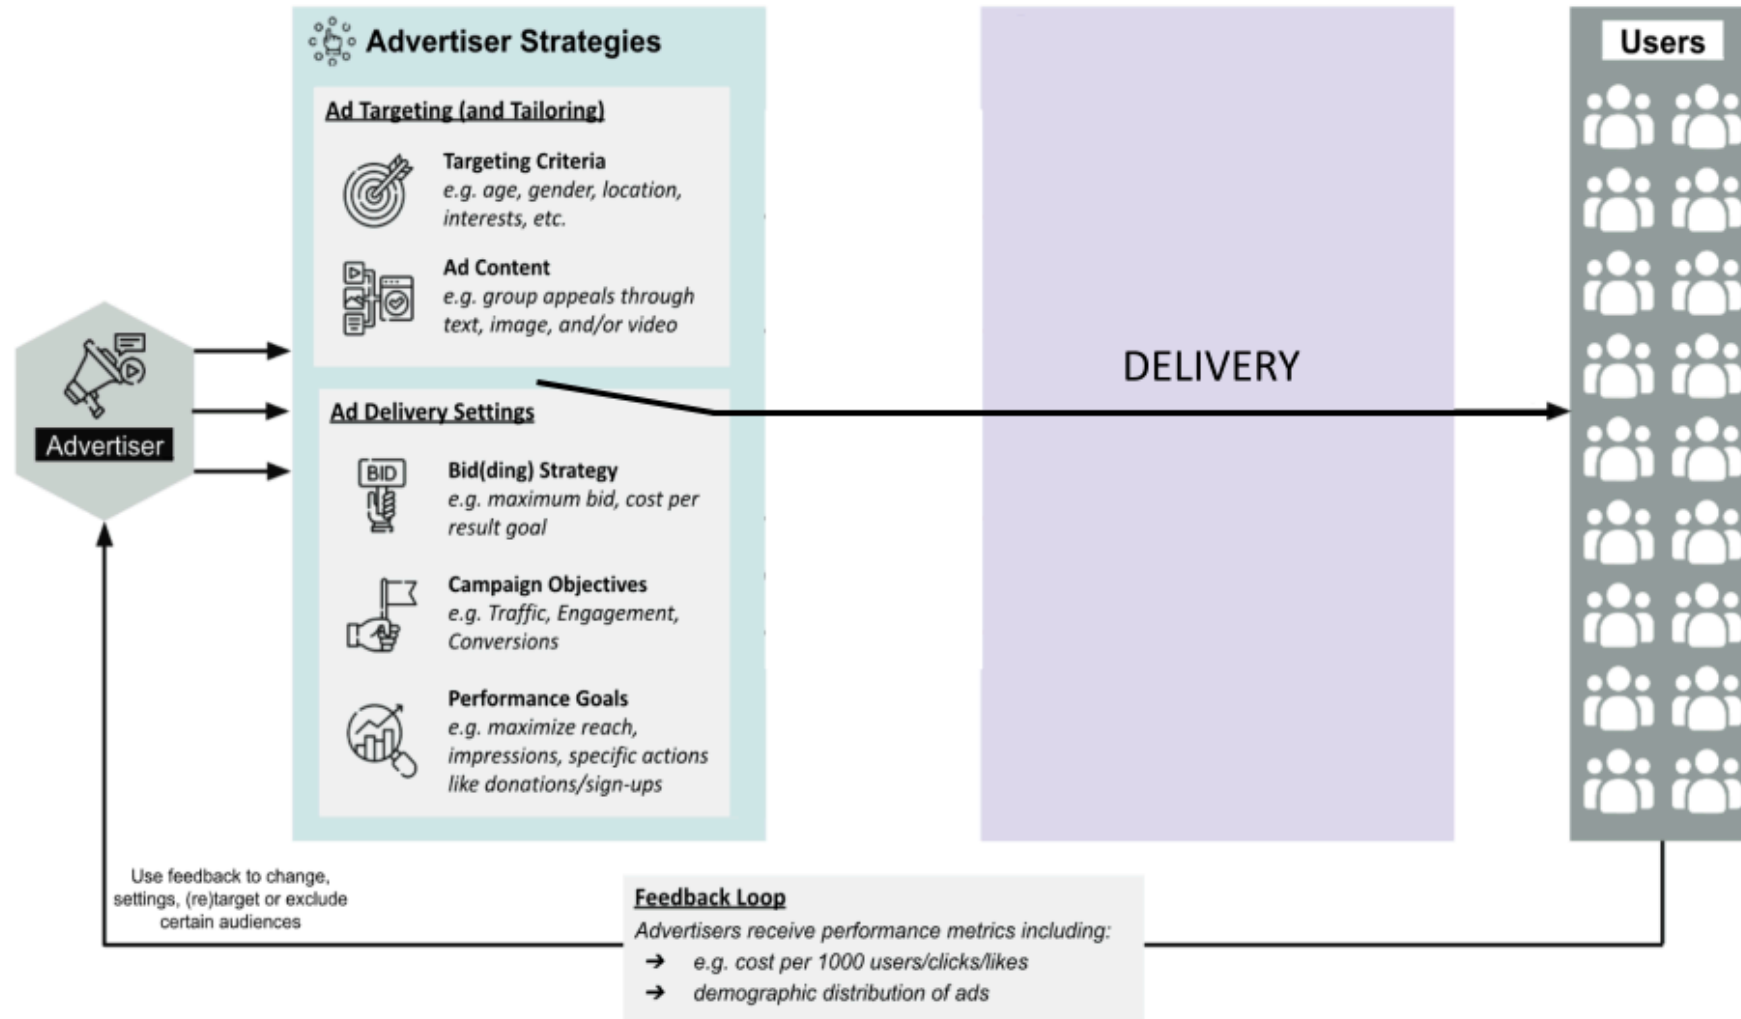 Advertiser Strategies
Ad Targeting (and Tailoring)
Targeting Criteria
e.g. age, gender, location,
interests, etc.
Ad Content
e.g. group appeals through
text, image, and/or video
Advertiser
Ad Delivery Settings
BID
Bid(ding) Strategy
e.g. maximum bid, cost per
result goal
Campaign Objectives
e.g. Traffic, Engagement,
Conversions
Performance Goals
e.g. maximize reach,
impressions, specific actions
like donations/sign-ups
DELIVERY
Users
Use feedback to change,
settings, (re)target or exclude
certain audiences
Feedback Loop
Advertisers receive performance metrics including:
➔ e.g. cost per 1000 users/clicks/likes
➔ demographic distribution of ads